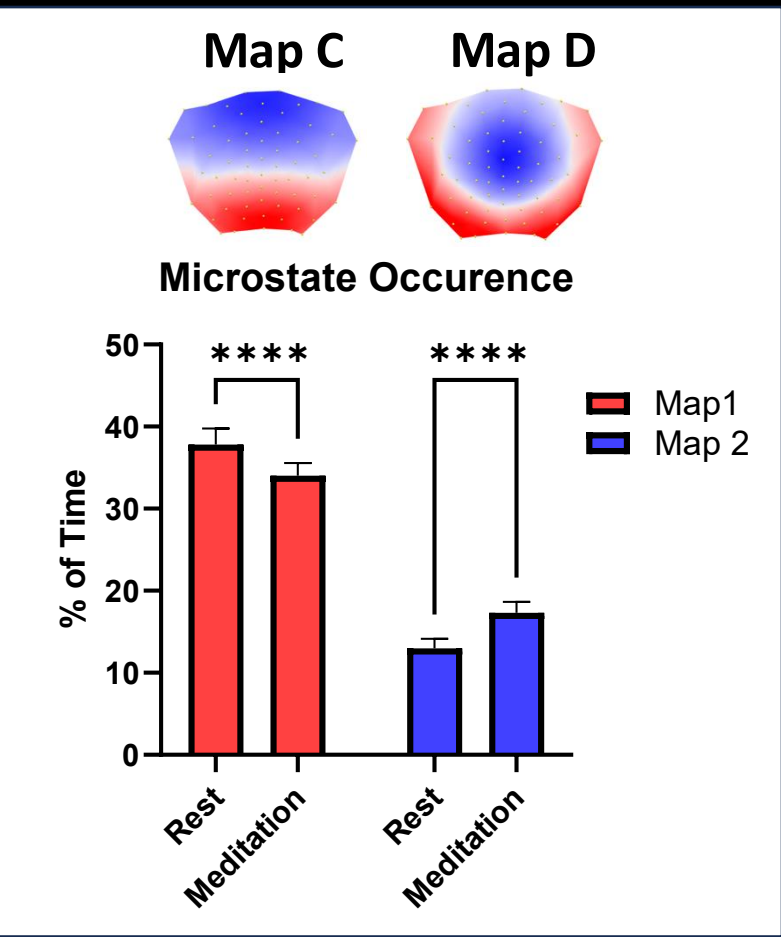 Map C Map D
Microstate Occurence
**** ****
50
40
30
20
10
0
% of Time
Map1
Map 2
Rest
Meditation
Rest
Meditation